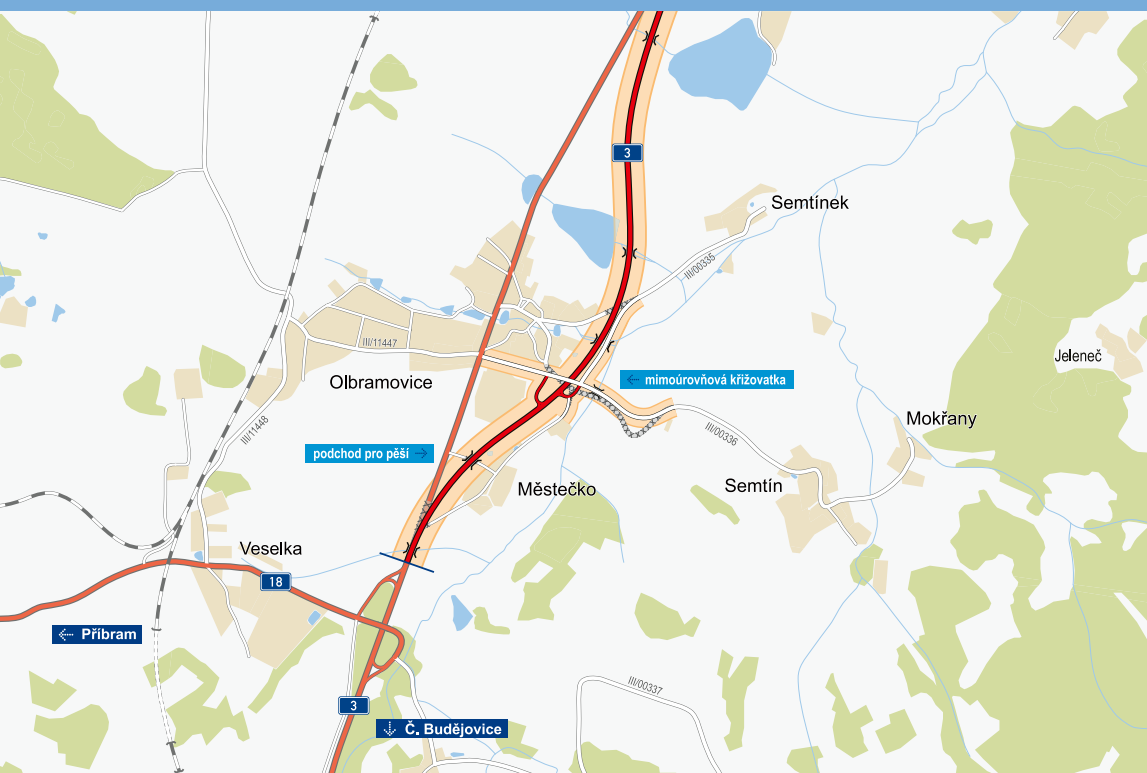 3
Semtínek
III/00335
III/11447
Jeleneč
Olbramovice
← mimoúrovňová křižovatka
Mokřany
III/11448
III/00336
podchod pro pěší →
Semtín
Městečko
Veselka
18
← Příbram
III/00337
3
↓ Č. Budějovice